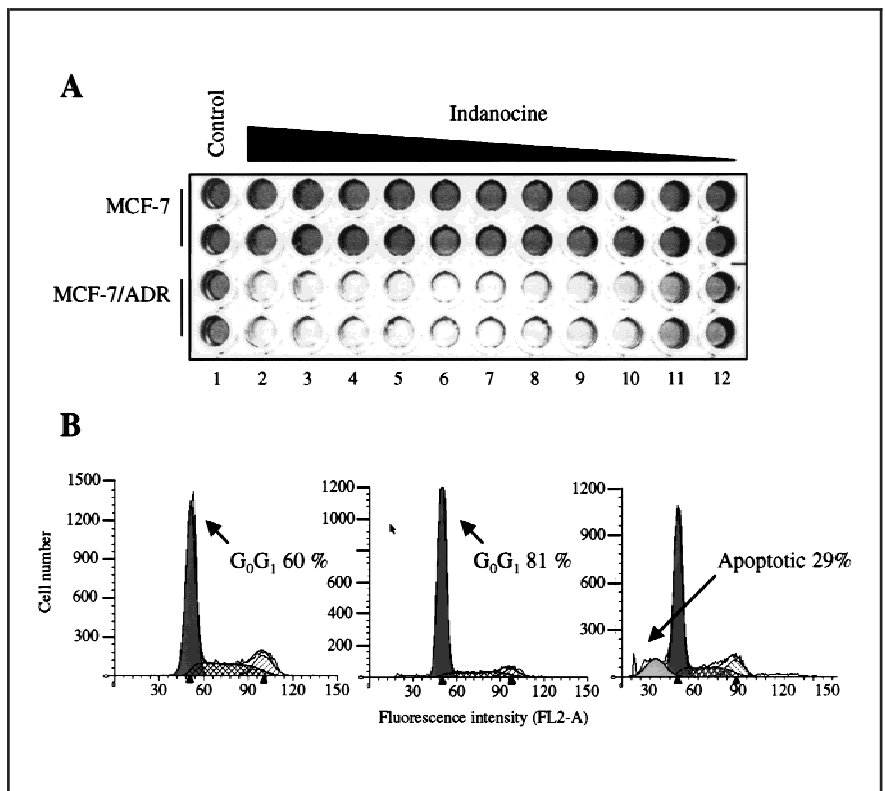 A
Control
Indanocine
MCF-7
MCF-7/ADR
1 2 3 4 5 6 7 8 9 10 11 12
B
Cell number
1500
1200
900
600
300
G₀G₁ 60 %
30 60 90 120 150
1200
1000
600
400
200
G₀G₁ 81 %
30 60 90 120 150
1200
900
600
300
Apoptotic 29%
30 60 90 120 150
Fluorescence intensity (FL2-A)